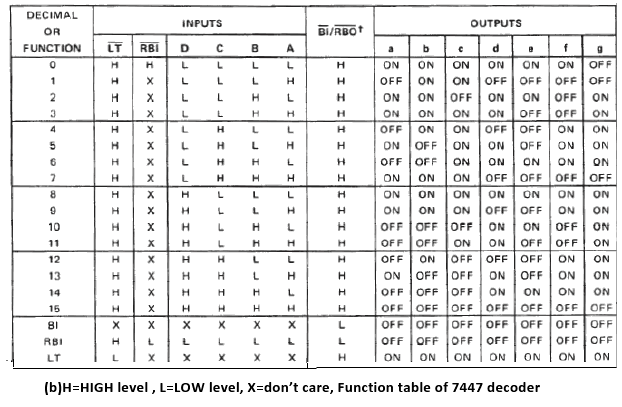 DECIMAL OR FUNCTION INPUTS BI/RBO† OUTPUTS
LT RBI D C B A a b c d e f g
0 H H L L L L H ON ON ON ON ON ON OFF
1 H X L L L H H OFF ON ON OFF OFF OFF OFF
2 H X L L H L H ON ON OFF ON ON OFF ON
3 H X L L H H H ON ON ON ON OFF OFF ON
4 H X L H L L H OFF ON ON OFF OFF ON ON
5 H X L H L H H ON OFF ON ON OFF ON ON
6 H X L H H L H OFF OFF ON ON ON ON ON
7 H X L H H H H ON ON ON OFF OFF OFF OFF
8 H X H L L L H ON ON ON ON ON ON ON
9 H X H L L H H ON ON ON OFF OFF ON ON
10 H X H L H L H OFF OFF OFF ON ON OFF ON
11 H X H L H H H OFF OFF ON ON OFF OFF ON
12 H X H H L L H OFF ON OFF OFF OFF ON ON
13 H X H H L H H ON OFF OFF ON OFF ON ON
14 H X H H H L H OFF OFF OFF ON ON ON ON
15 H X H H H H H OFF OFF OFF OFF OFF OFF OFF
BI X X X X X X L OFF OFF OFF OFF OFF OFF OFF
RBI H L L L L L L OFF OFF OFF OFF OFF OFF OFF
LT L X X X X X H ON ON ON ON ON ON ON
(b)H=HIGH level , L=LOW level, X=don't care, Function table of 7447 decoder